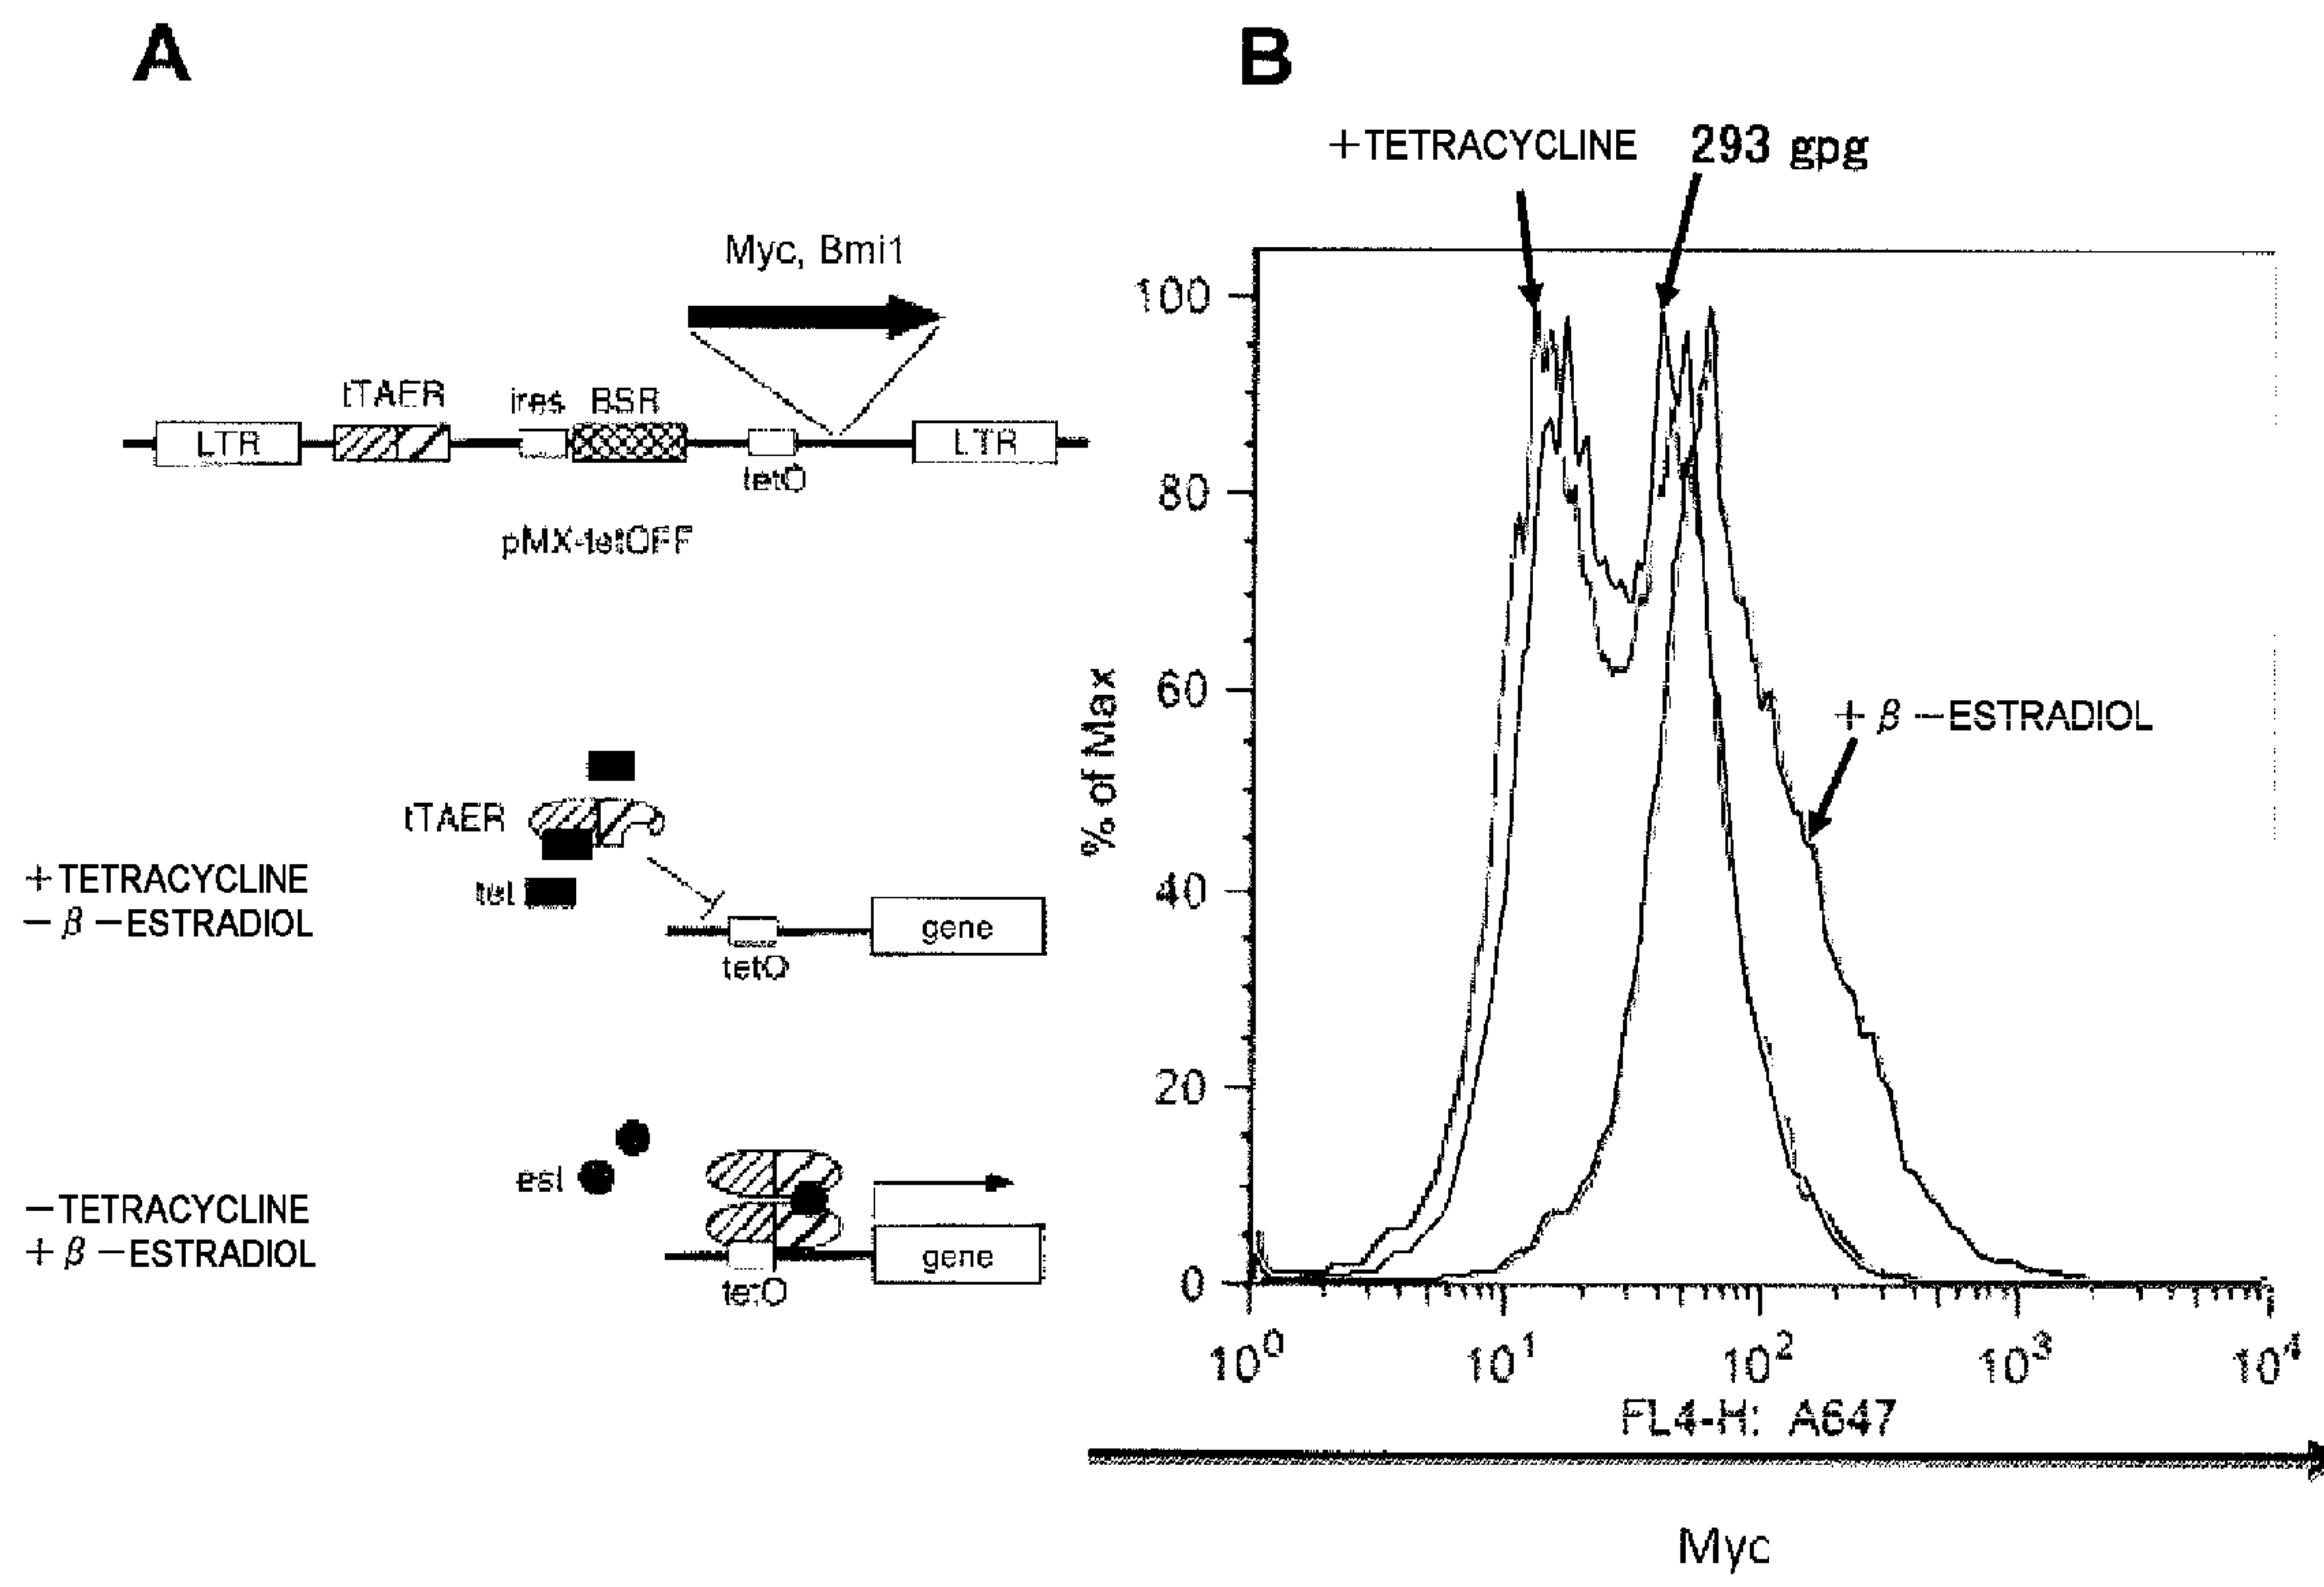 A
Myc, Bmi1
tTAER
ires
BSR
LTR
LTR
tetO
pMX-tetOFF
tTAER
+TETRACYCLINE
−β−ESTRADIOL
tet
gene
tetO
est
−TETRACYCLINE
+β−ESTRADIOL
gene
tetO
B
+TETRACYCLINE
293 gpg
+β−ESTRADIOL
% of Max
100
80
60
40
20
0
10⁰
10¹
10²
10³
10⁴
FL4-H: A647
Myc